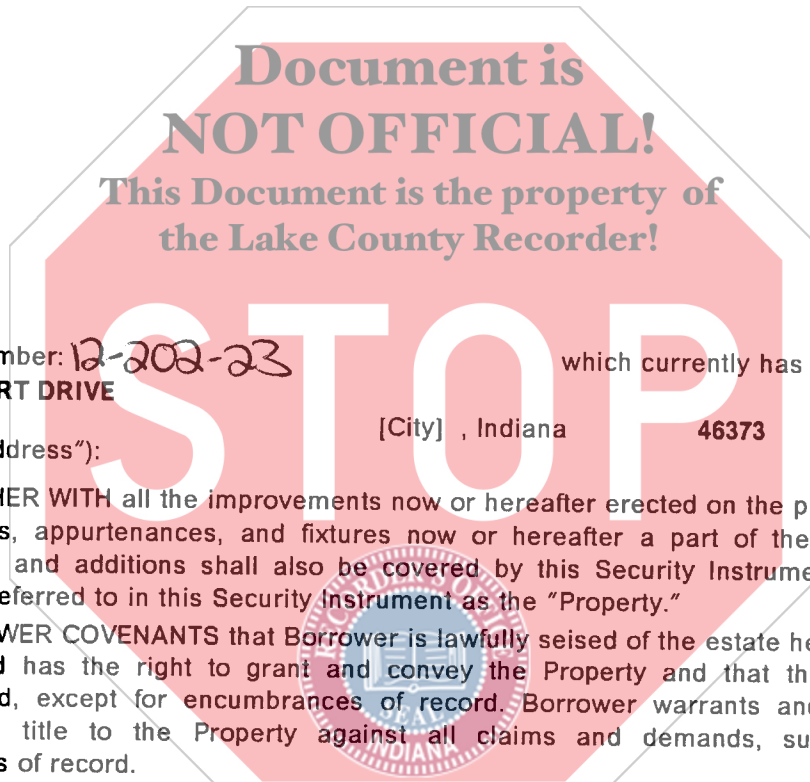 Document is
NOT OFFICIAL!
This Document is the property of
the Lake County Recorder!
STOP
mber: 12-202-23 which currently has
RT DRIVE
[City] , Indiana 46373
ddress"):
ER WITH all the improvements now or hereafter erected on the p
s, appurtenances, and fixtures now or hereafter a part of the
and additions shall also be covered by this Security Instrume
eferred to in this Security Instrument as the "Property."
WER COVENANTS that Borrower is lawfully seised of the estate he
d has the right to grant and convey the Property and that th
d, except for encumbrances of record. Borrower warrants and
title to the Property against all claims and demands, su
s of record.
RECORDER'S OFFICE
SEAL
INDIANA